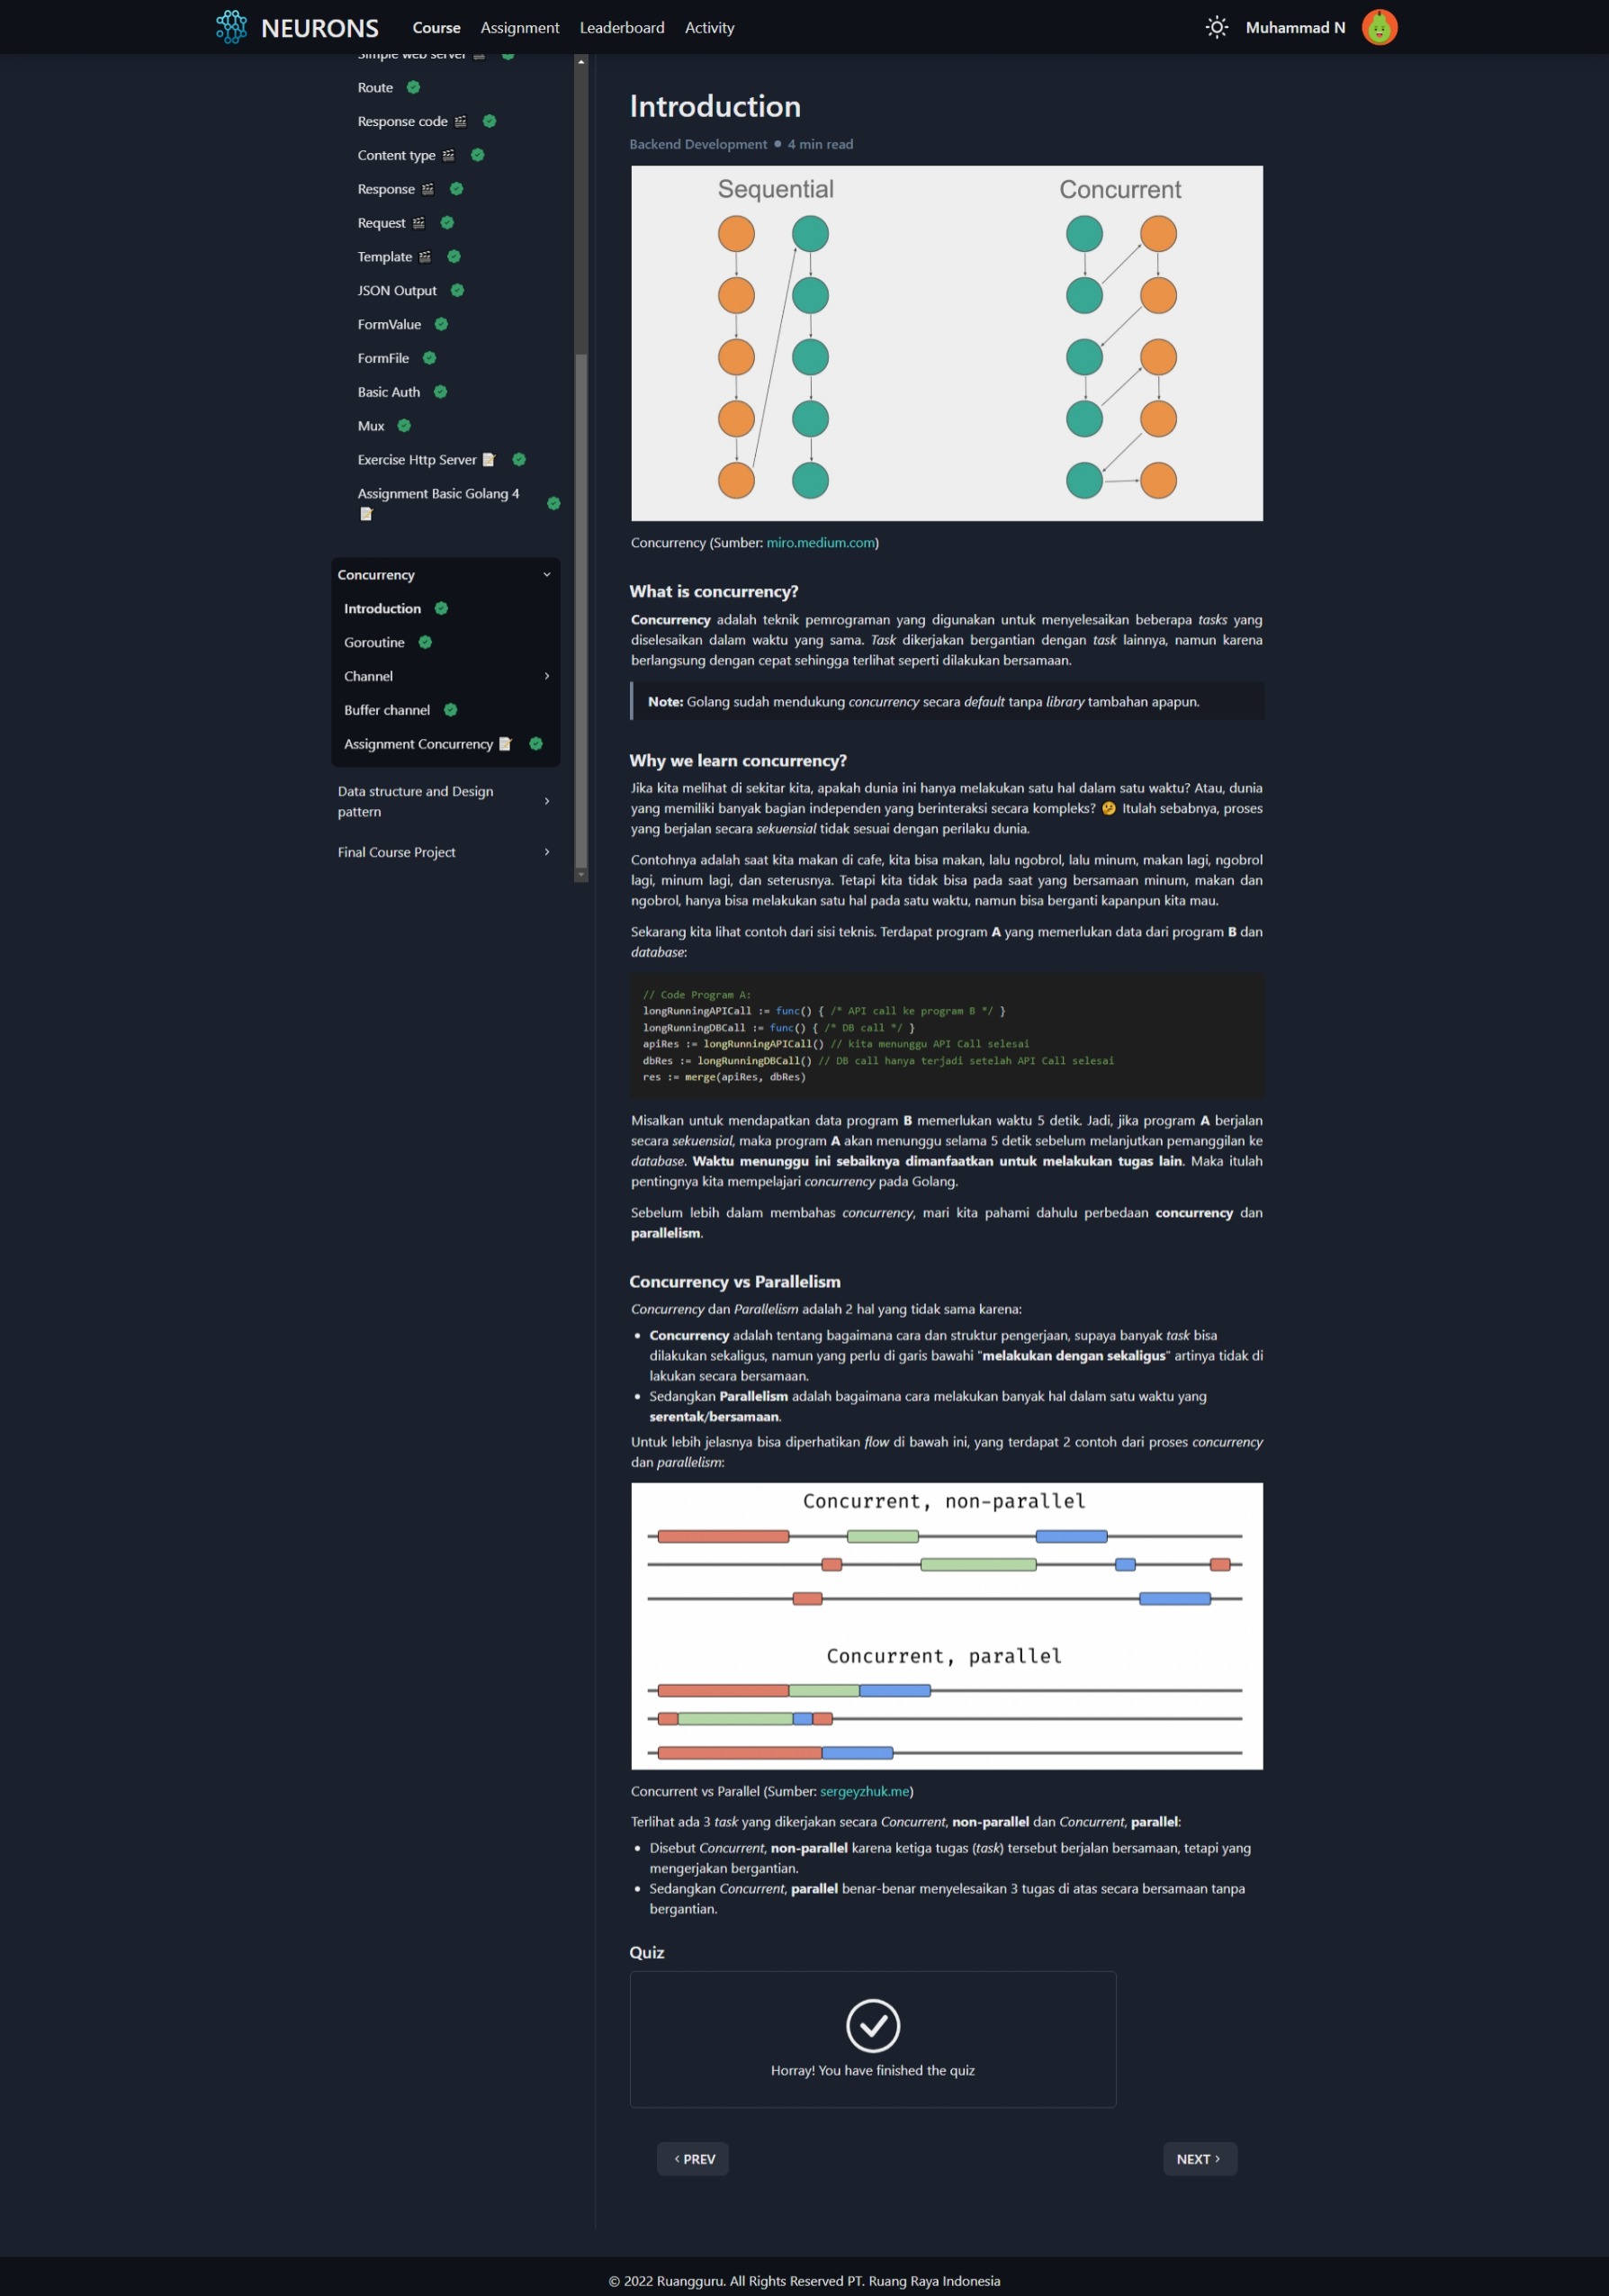 NEURONS
Course
Assignment
Leaderboard
Activity
Muhammad N
Simple web server
Route
Response code
Content type
Response
Request
Template
JSON Output
FormValue
FormFile
Basic Auth
Mux
Exercise Http Server
Assignment Basic Golang 4
Concurrency
Introduction
Goroutine
Channel
Buffer channel
Assignment Concurrency
Data structure and Design
pattern
Final Course Project
Introduction
Backend Development • 4 min read
Sequential
Concurrent
Concurrency (Sumber: miro.medium.com)
What is concurrency?
Concurrency adalah teknik pemrograman yang digunakan untuk menyelesaikan beberapa tasks yang
diselesaikan dalam waktu yang sama. Task dikerjakan bergantian dengan task lainnya, namun karena
berlangsung dengan cepat sehingga terlihat seperti dilakukan bersamaan.
Note: Golang sudah mendukung concurrency secara default tanpa library tambahan apapun.
Why we learn concurrency?
Jika kita melihat di sekitar kita, apakah dunia ini hanya melakukan satu hal dalam satu waktu? Atau, dunia
yang memiliki banyak bagian independen yang berinteraksi secara kompleks? 🤔 Itulah sebabnya, proses
yang berjalan secara sekuensial tidak sesuai dengan perilaku dunia.
Contohnya adalah saat kita makan di cafe, kita bisa makan, lalu ngobrol, lalu minum, makan lagi, ngobrol
lagi, minum lagi, dan seterusnya. Tetapi kita tidak bisa pada saat yang bersamaan minum, makan dan
ngobrol, hanya bisa melakukan satu hal pada satu waktu, namun bisa berganti kapanpun kita mau.
Sekarang kita lihat contoh dari sisi teknis. Terdapat program A yang memerlukan data dari program B dan
database:
// Code Program A:
longRunningAPICall := func() { /* API call ke program B */ }
longRunningDBCall := func() { /* DB call */ }
apiRes := longRunningAPICall() // kita menunggu API Call selesai
dbRes := longRunningDBCall() // DB call hanya terjadi setelah API Call selesai
res := merge(apiRes, dbRes)
Misalkan untuk mendapatkan data program B memerlukan waktu 5 detik. Jadi, jika program A berjalan
secara sekuensial, maka program A akan menunggu selama 5 detik sebelum melanjutkan pemanggilan ke
database. Waktu menunggu ini sebaiknya dimanfaatkan untuk melakukan tugas lain. Maka itulah
pentingnya kita mempelajari concurrency pada Golang.
Sebelum lebih dalam membahas concurrency, mari kita pahami dahulu perbedaan concurrency dan
parallelism.
Concurrency vs Parallelism
Concurrency dan Parallelism adalah 2 hal yang tidak sama karena:
• Concurrency adalah tentang bagaimana cara dan struktur pengerjaan, supaya banyak task bisa
dilakukan sekaligus, namun yang perlu di garis bawahi "melakukan dengan sekaligus" artinya tidak di
lakukan secara bersamaan.
• Sedangkan Parallelism adalah bagaimana cara melakukan banyak hal dalam satu waktu yang
serentak/bersamaan.
Untuk lebih jelasnya bisa diperhatikan flow di bawah ini, yang terdapat 2 contoh dari proses concurrency
dan parallelism:
Concurrent, non-parallel
Concurrent, parallel
Concurrent vs Parallel (Sumber: sergeyzhuk.me)
Terlihat ada 3 task yang dikerjakan secara Concurrent, non-parallel dan Concurrent, parallel:
• Disebut Concurrent, non-parallel karena ketiga tugas (task) tersebut berjalan bersamaan, tetapi yang
mengerjakan bergantian.
• Sedangkan Concurrent, parallel benar-benar menyelesaikan 3 tugas di atas secara bersamaan tanpa
bergantian.
Quiz
Horray! You have finished the quiz
‹ PREV
NEXT ›
© 2022 Ruangguru. All Rights Reserved PT. Ruang Raya Indonesia